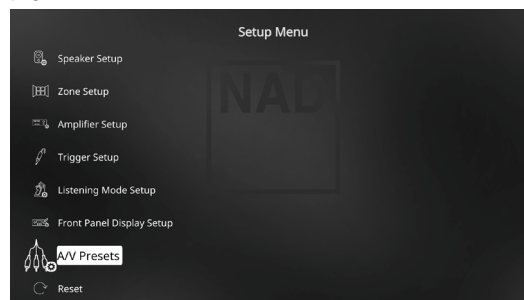 Setup Menu
Speaker Setup
NAD
Zone Setup
Amplifier Setup
Trigger Setup
Listening Mode Setup
Front Panel Display Setup
A/V Presets
Reset